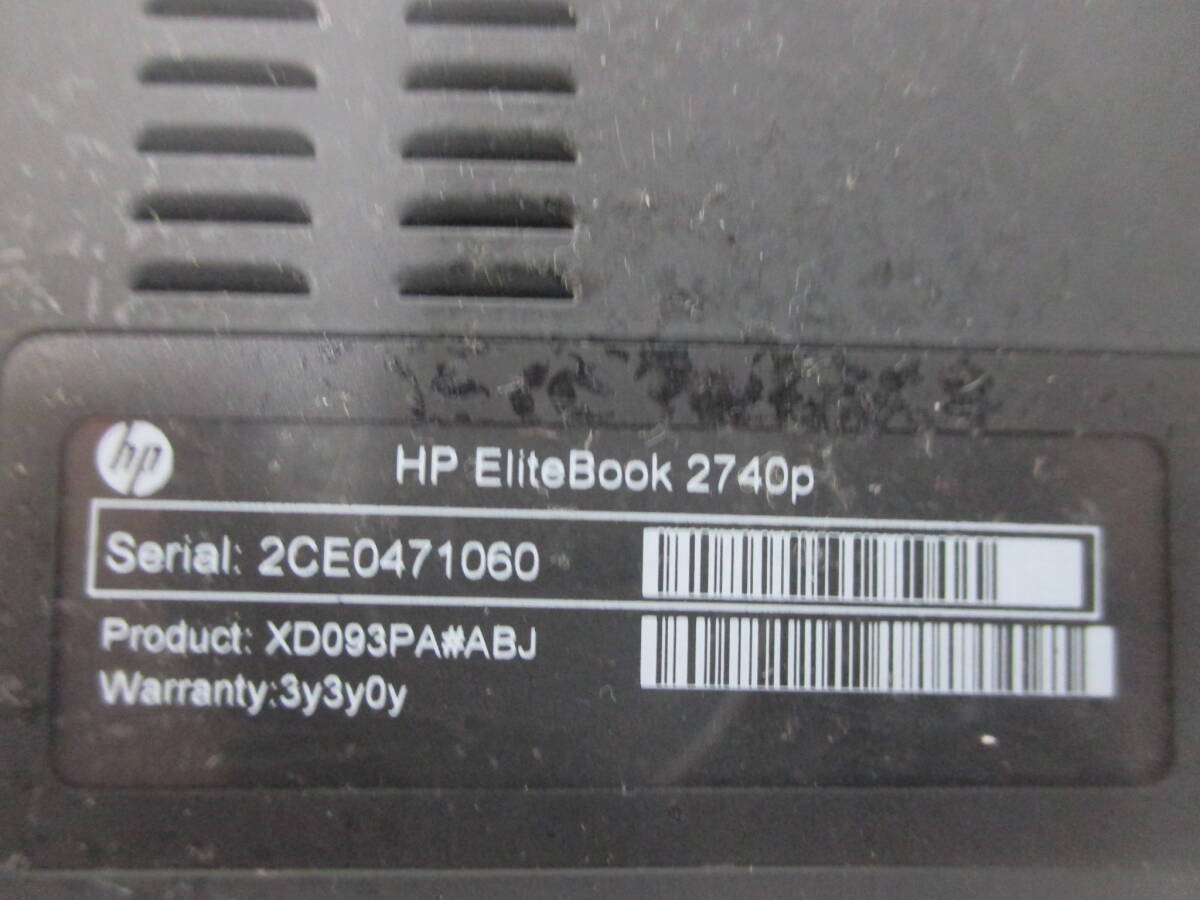 hp
HP EliteBook 2740p
Serial: 2CE0471060
Product: XD093PA#ABJ
Warranty:3y3y0y